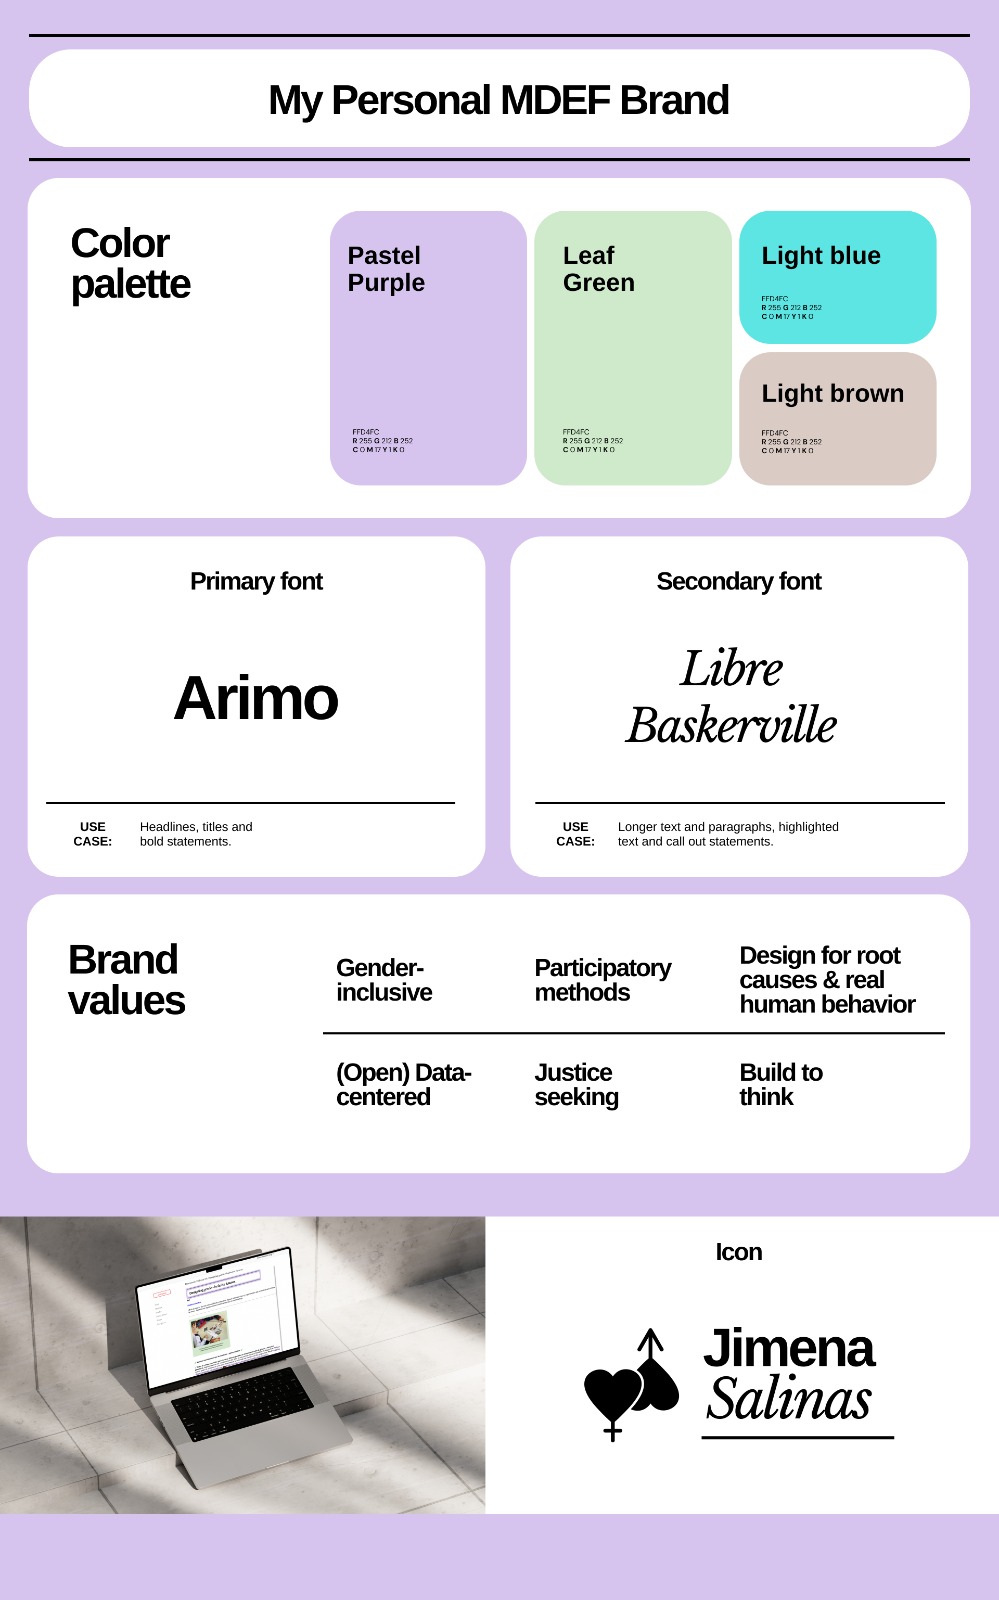 My Personal MDEF Brand
Color
palette
Pastel
Purple
FFD4FC
R 255 G 212 B 252
C 0 M 17 Y 1 K 0
Leaf
Green
FFD4FC
R 255 G 212 B 252
C 0 M 17 Y 1 K 0
Light blue
FFD4FC
R 255 G 212 B 252
C 0 M 17 Y 1 K 0
Light brown
FFD4FC
R 255 G 212 B 252
C 0 M 17 Y 1 K 0
Primary font
Arimo
USE
CASE:
Headlines, titles and
bold statements.
Secondary font
Libre
Baskerville
USE
CASE:
Longer text and paragraphs, highlighted
text and call out statements.
Brand
values
Gender-
inclusive
Participatory
methods
Design for root
causes & real
human behavior
(Open) Data-
centered
Justice
seeking
Build to
think
Icon
Jimena
Salinas